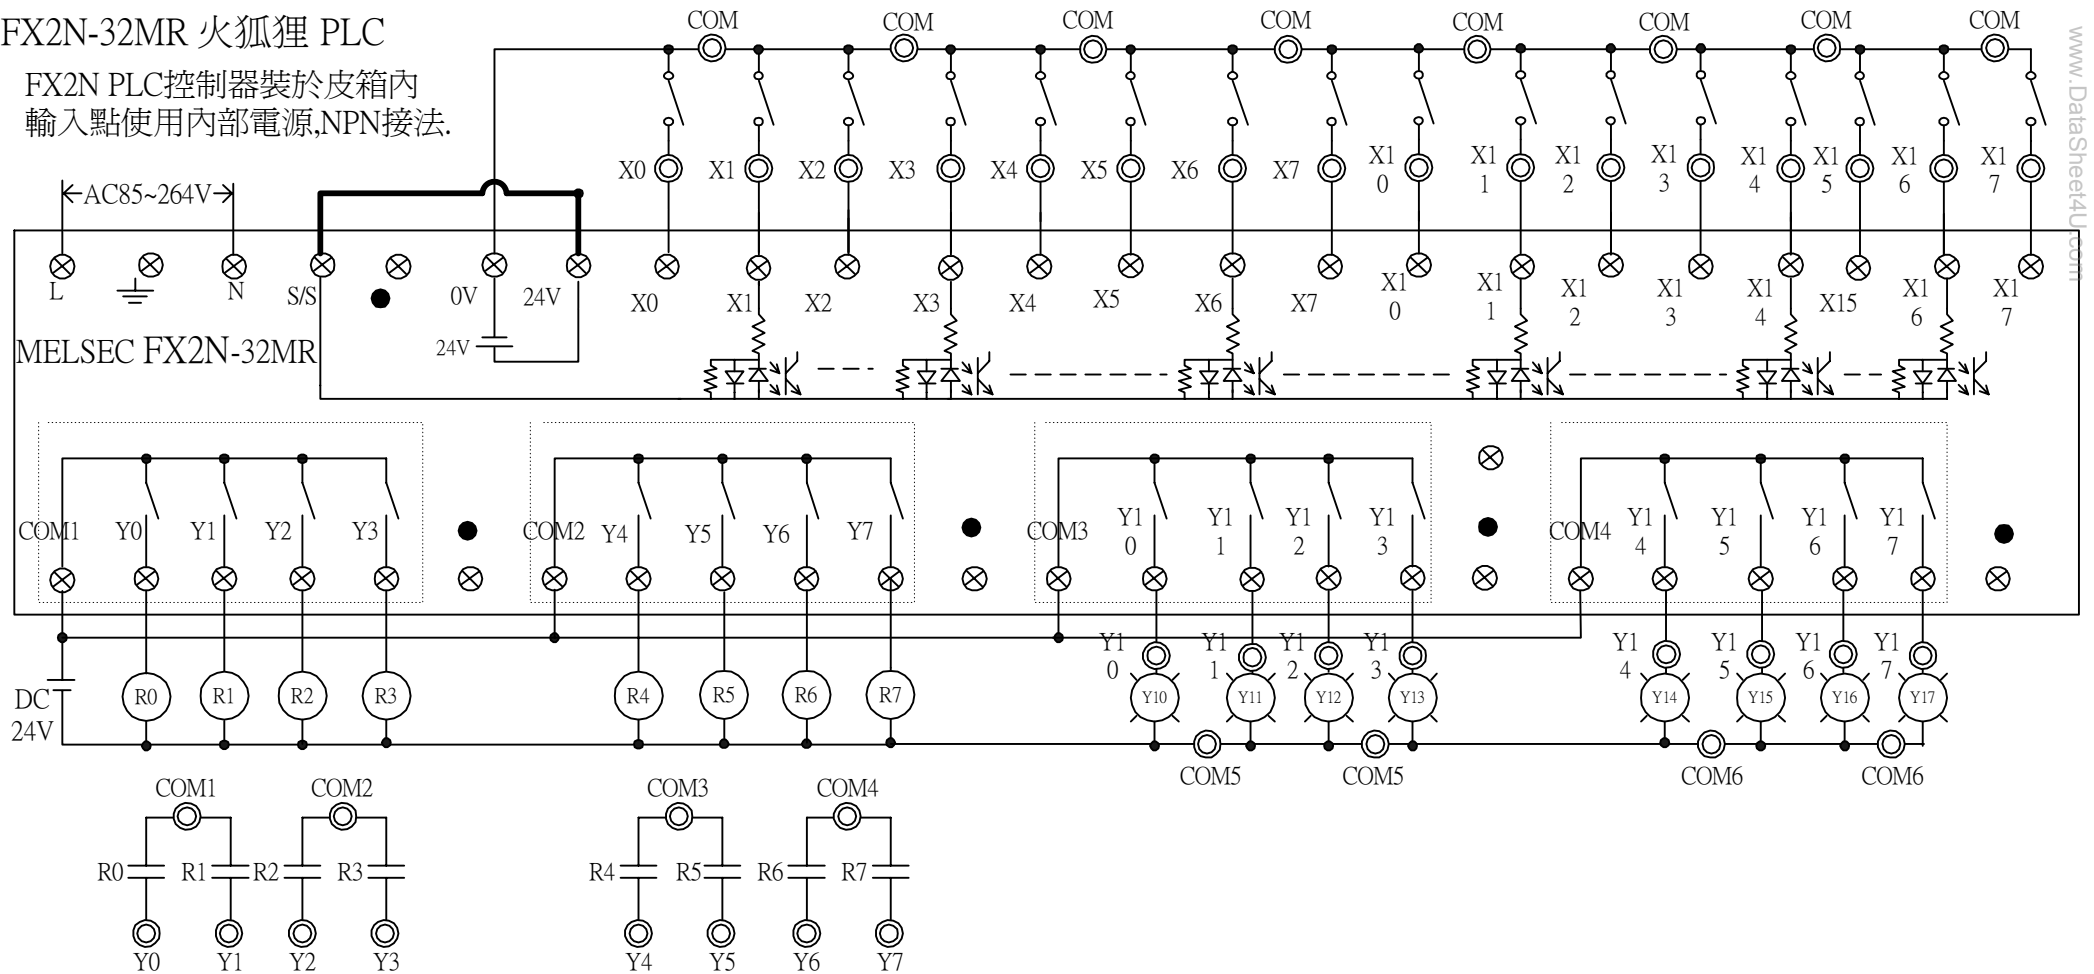 FX2N-32MR 火狐狸 PLC
FX2N PLC控制器裝於皮箱內
輸入點使用內部電源,NPN接法.
COM COM COM COM COM COM COM COM
www.DataSheet4U.com
X0 X1 X2 X3 X4 X5 X6 X7 X10 X11 X12 X13 X14 X15 X16 X17
AC85~264V
L N S/S 0V 24V X0 X1 X2 X3 X4 X5 X6 X7 X10 X11 X12 X13 X14 X15 X16 X17
MELSEC FX2N-32MR
24V
COM1 Y0 Y1 Y2 Y3 COM2 Y4 Y5 Y6 Y7 COM3 Y10 Y11 Y12 Y13 COM4 Y14 Y15 Y16 Y17
Y10 Y11 Y12 Y13 Y14 Y15 Y16 Y17
DC
24V
R0 R1 R2 R3 R4 R5 R6 R7 Y10 Y11 Y12 Y13 Y14 Y15 Y16 Y17
COM5 COM5 COM6 COM6
COM1 COM2 COM3 COM4
R0 R1 R2 R3 R4 R5 R6 R7
Y0 Y1 Y2 Y3 Y4 Y5 Y6 Y7